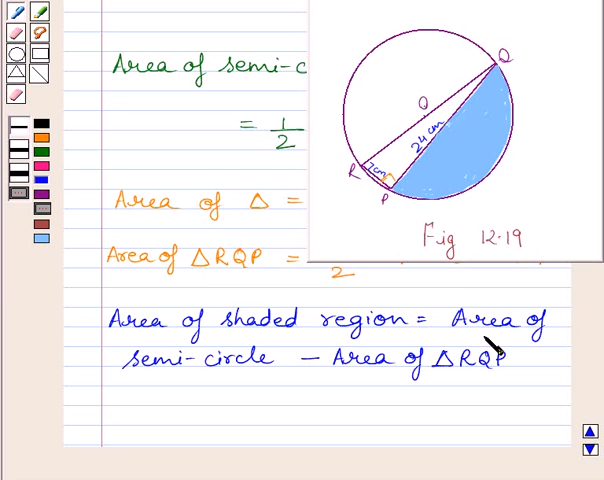 Area of semi-c
= 1/2
Q
O
24 cm
R
7cm
P
Fig 12.19
Area of Δ =
Area of ΔRQP =
2
Area of shaded region = Area of
semi-circle - Area of ΔRQP